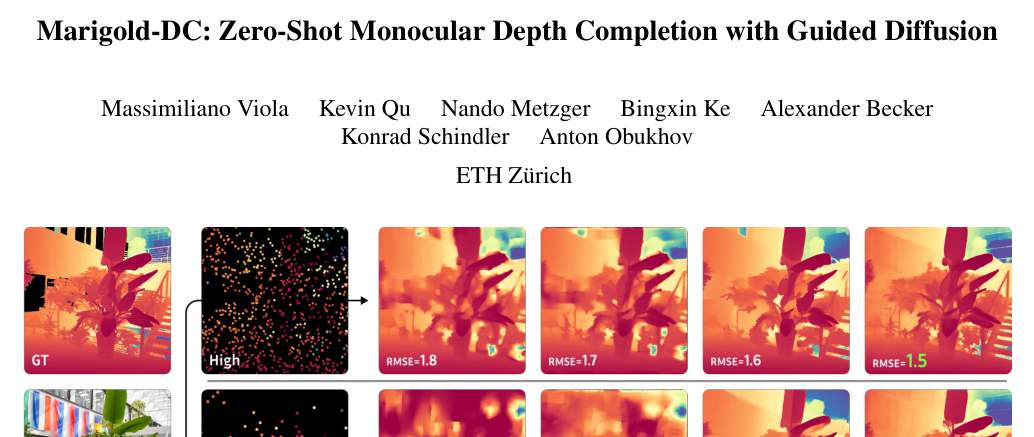 Marigold-DC: Zero-Shot Monocular Depth Completion with Guided Diffusion
Massimiliano Viola Kevin Qu Nando Metzger Bingxin Ke Alexander Becker
Konrad Schindler Anton Obukhov
ETH Zürich
GT High RMSE=1.8 RMSE=1.7 RMSE=1.6 RMSE=1.5